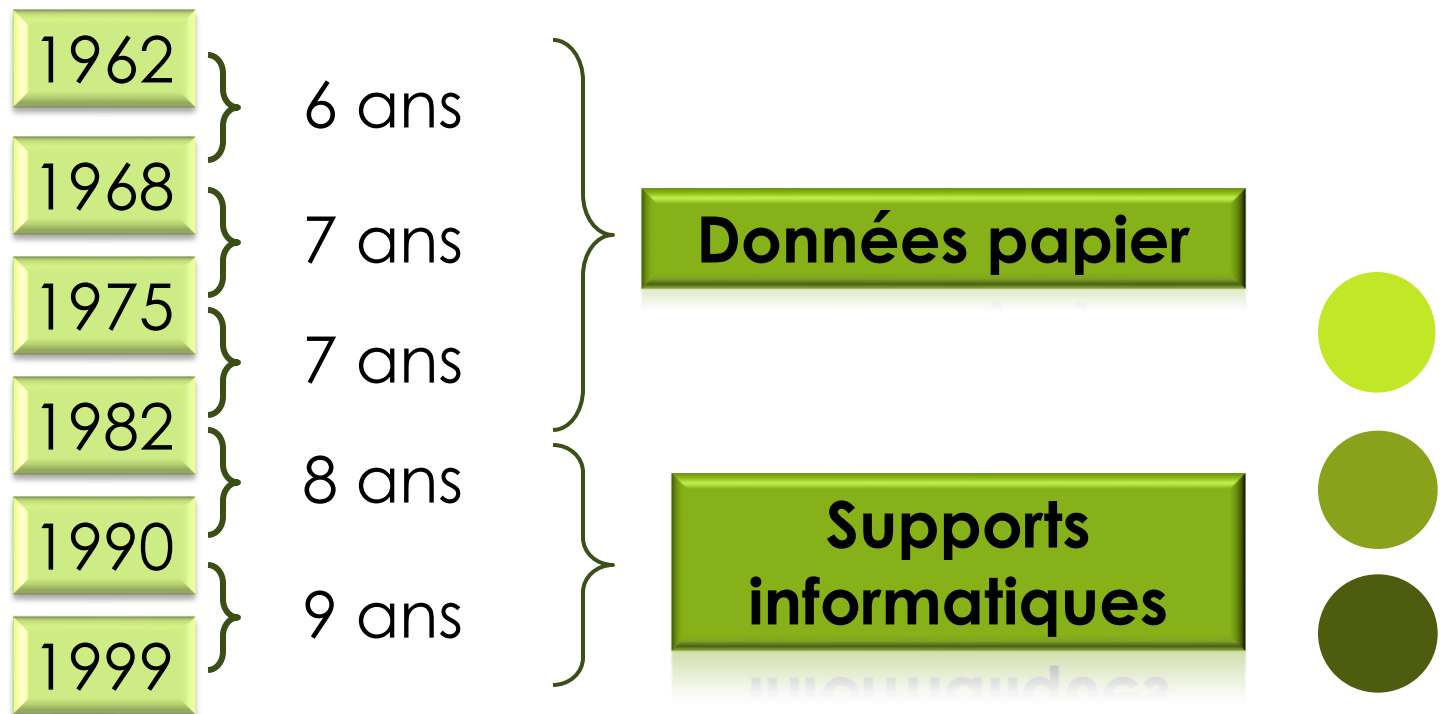 1962
6 ans
1968
7 ans
Données papier
1975
7 ans
1982
8 ans
Supports
informatiques
1990
9 ans
1999